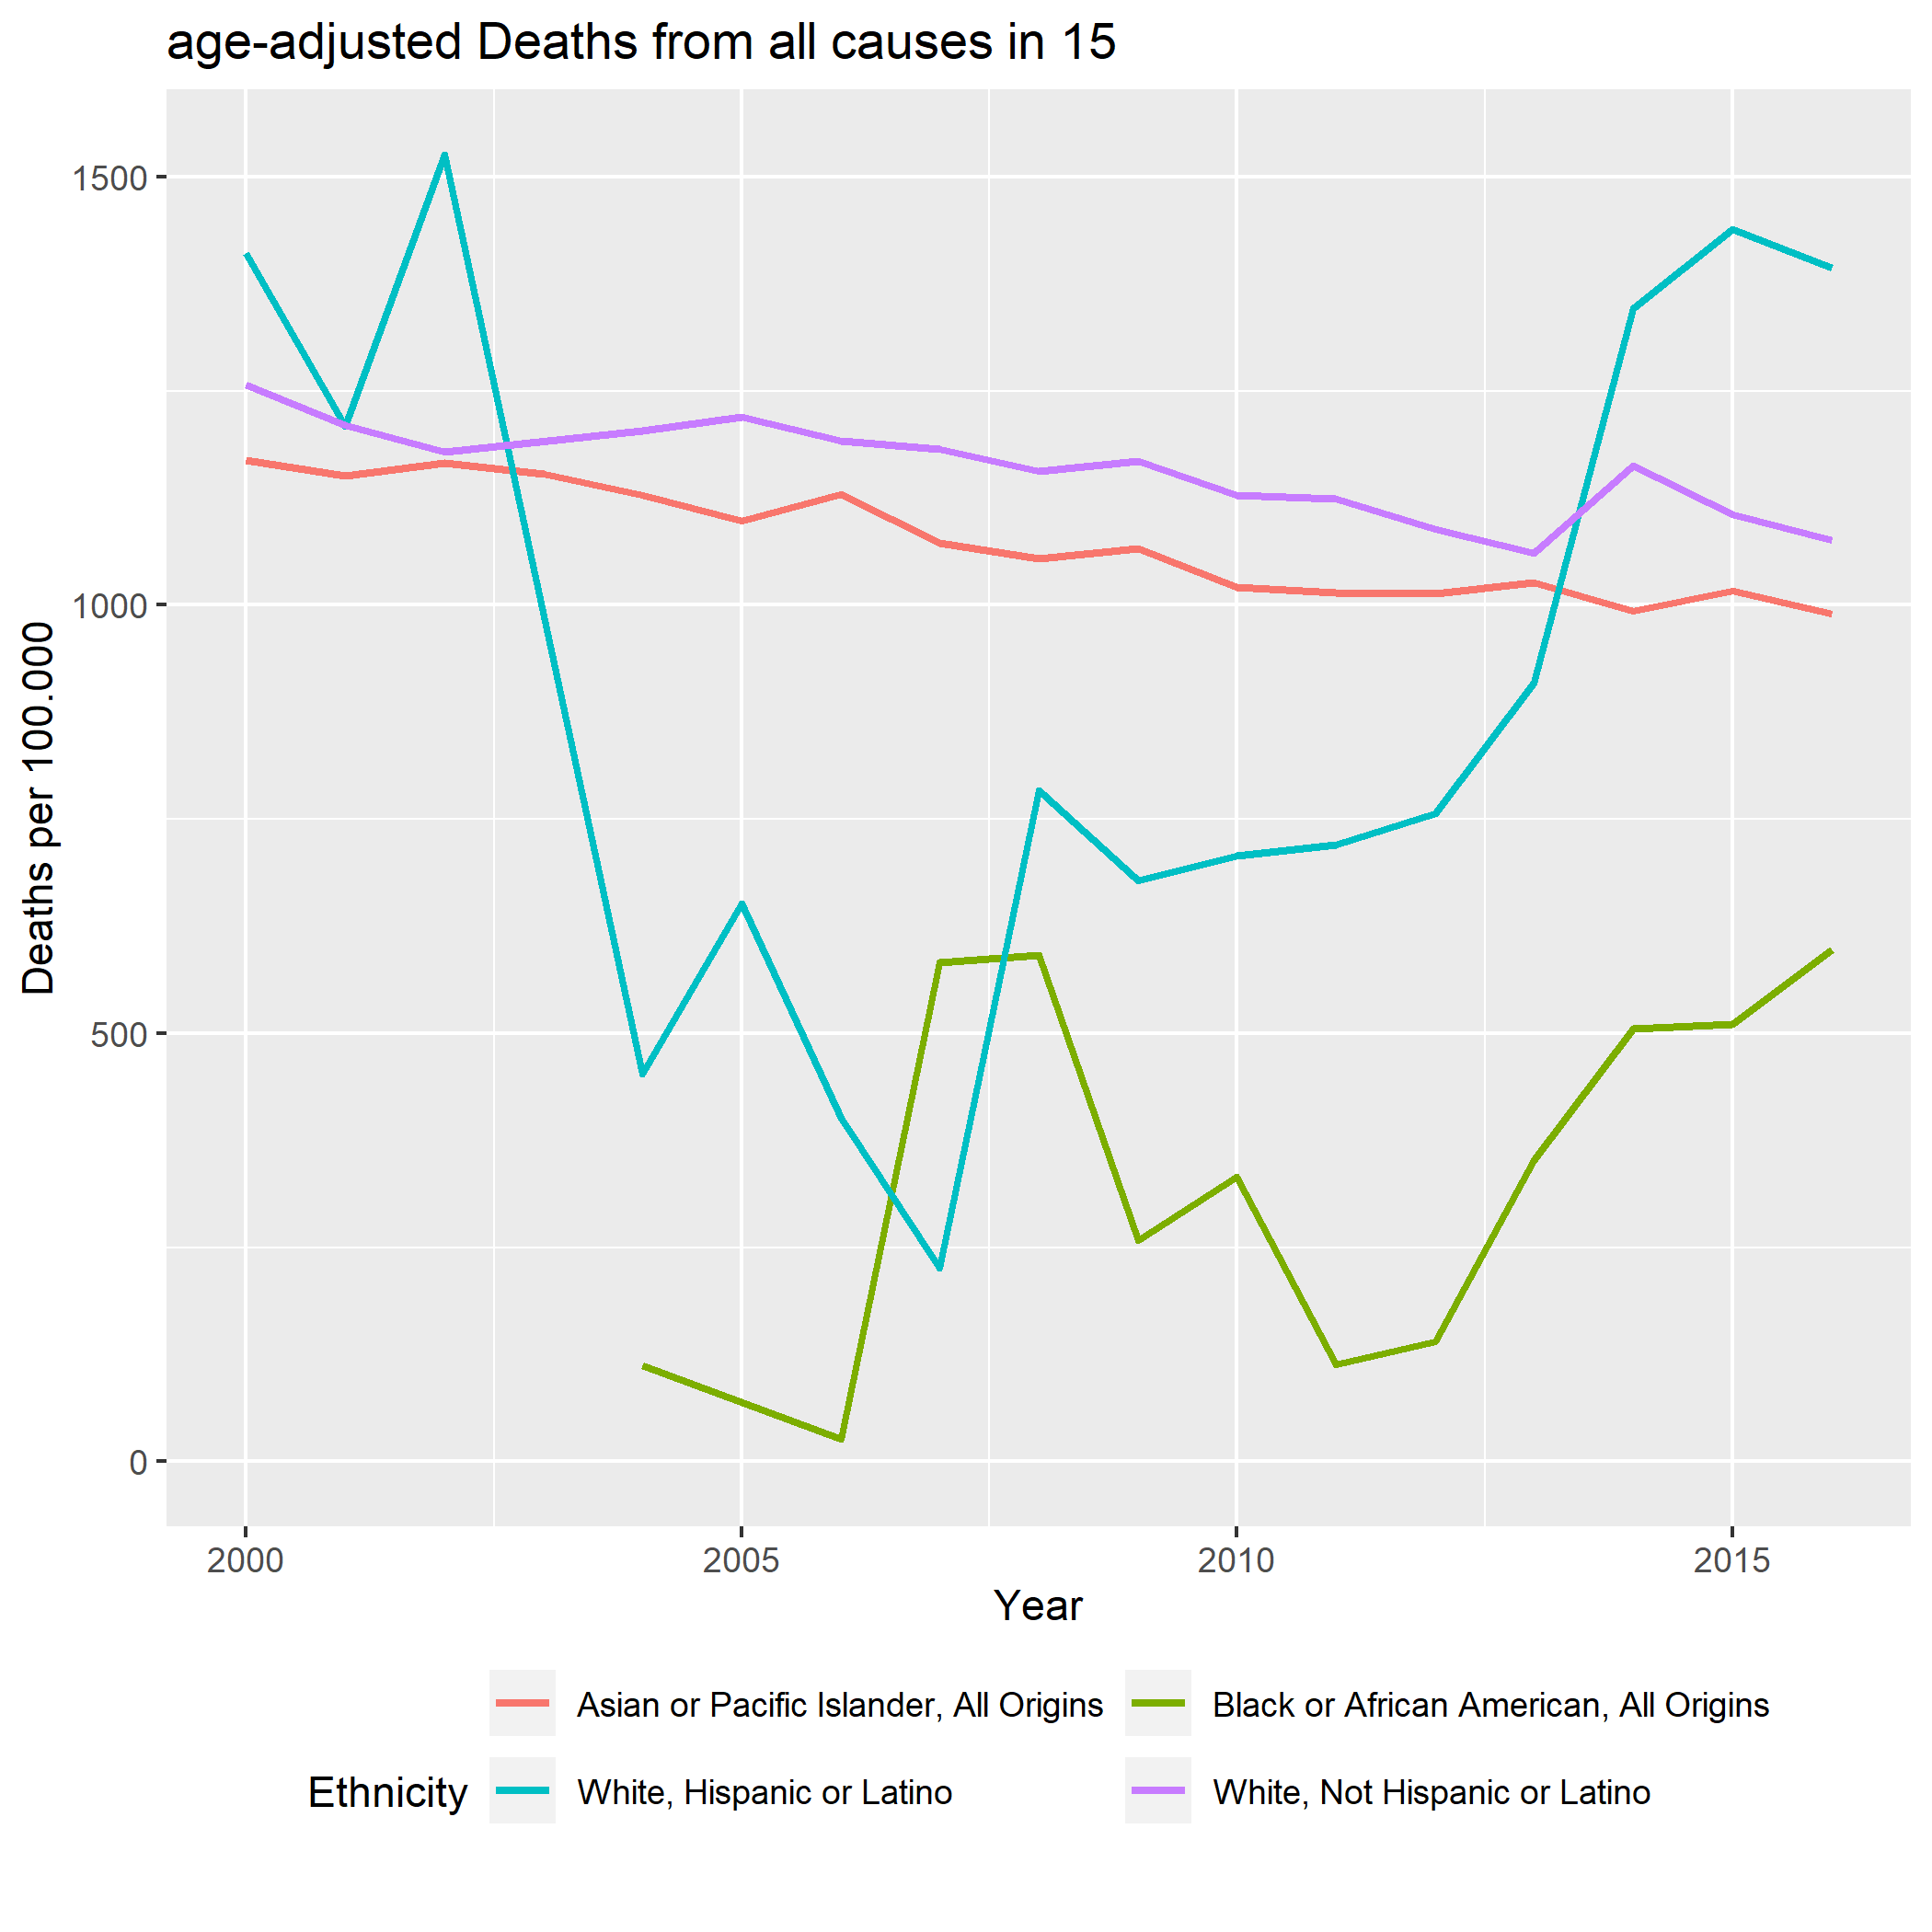 age-adjusted Deaths from all causes in 15
1500
1000
500
0
Deaths per 100.000
2000 2005 2010 2015
Year
Ethnicity
Asian or Pacific Islander, All Origins Black or African American, All Origins
White, Hispanic or Latino White, Not Hispanic or Latino